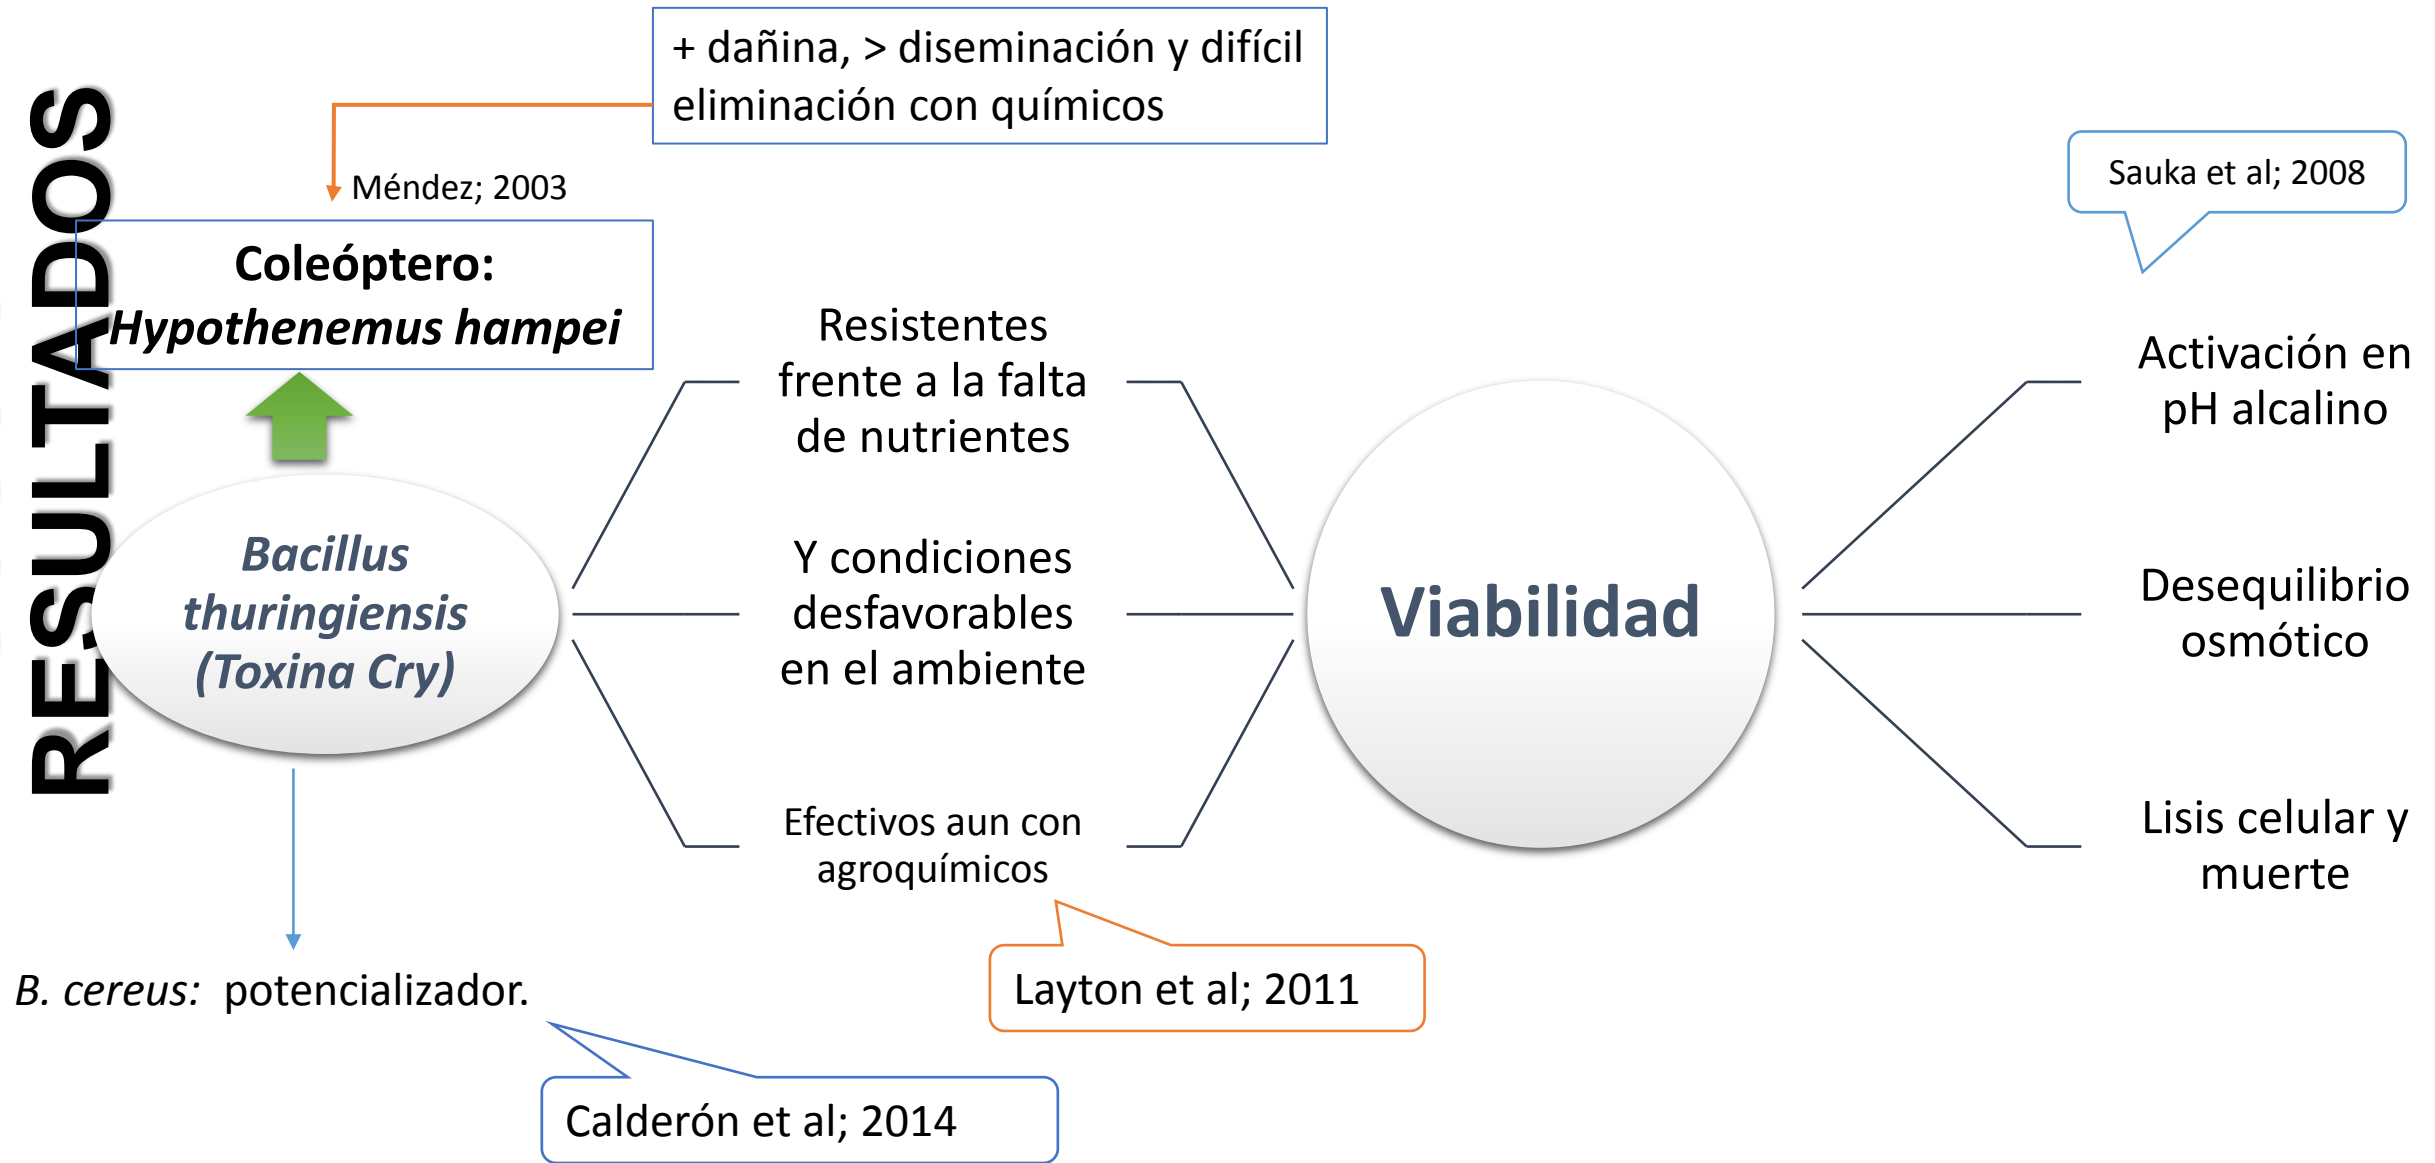 RESULTADOS
+ dañina, > diseminación y difícil
eliminación con químicos
Méndez; 2003
Coleóptero:
Hypothenemus hampei
Bacillus
thuringiensis
(Toxina Cry)
B. cereus: potencializador.
Calderón et al; 2014
Resistentes
frente a la falta
de nutrientes
Y condiciones
desfavorables
en el ambiente
Efectivos aun con
agroquímicos
Layton et al; 2011
Viabilidad
Sauka et al; 2008
Activación en
pH alcalino
Desequilibrio
osmótico
Lisis celular y
muerte